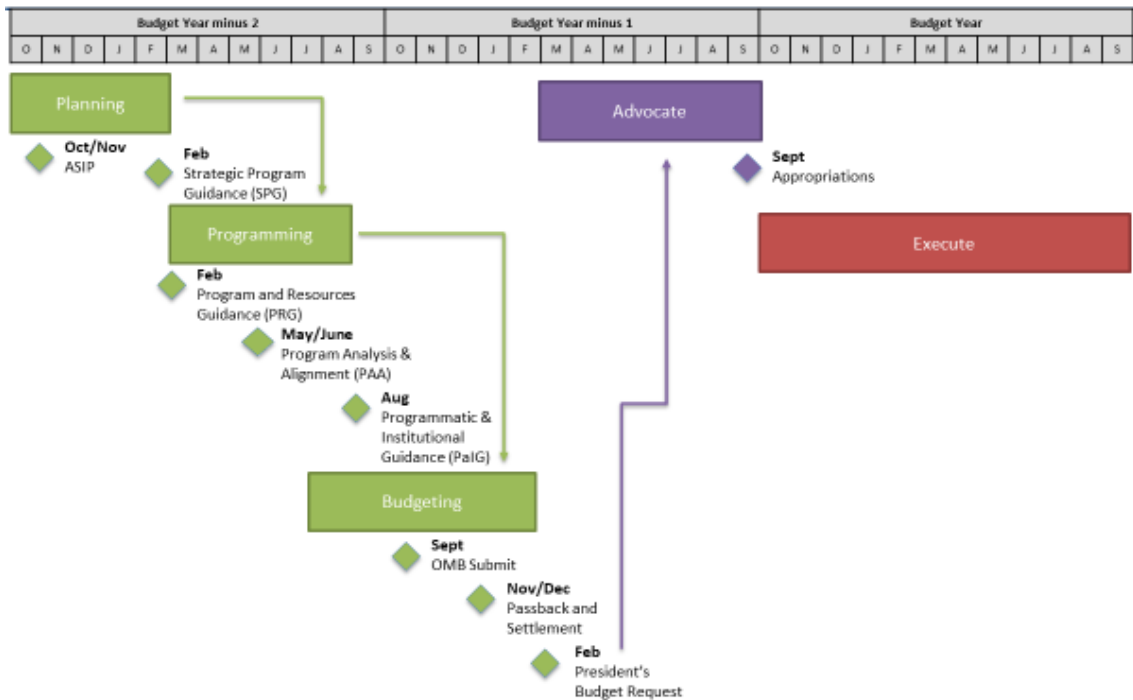 Budget Year minus 2 Budget Year minus 1 Budget Year
O N D J F M A M J J A S O N D J F M A M J J A S O N D J F M A M J J A S
Planning
Advocate
Oct/Nov
ASIP
Feb
Strategic Program
Guidance (SPG)
Sept
Appropriations
Programming
Execute
Feb
Program and Resources
Guidance (PRG)
May/June
Program Analysis &
Alignment (PAA)
Aug
Programmatic &
Institutional
Guidance (PaIG)
Budgeting
Sept
OMB Submit
Nov/Dec
Passback and
Settlement
Feb
President's
Budget Request